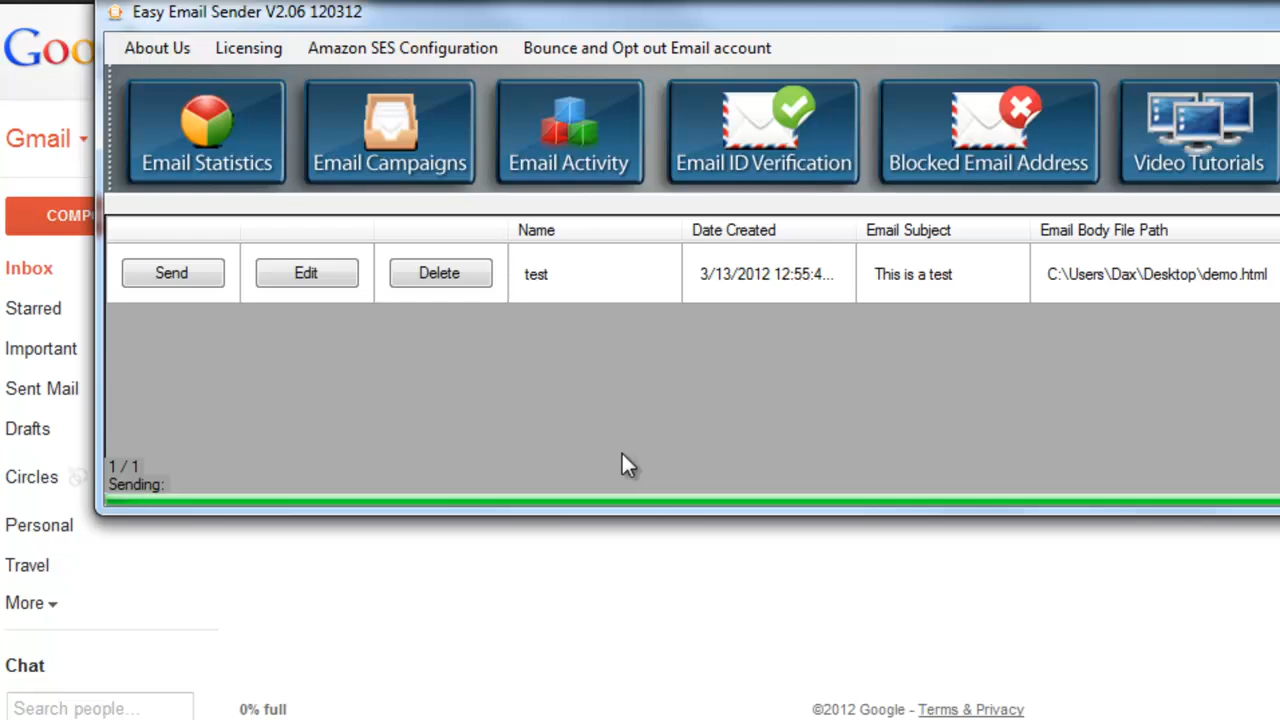 Easy Email Sender V2.06 120312
About Us Licensing Amazon SES Configuration Bounce and Opt out Email account
Email Statistics Email Campaigns Email Activity Email ID Verification Blocked Email Address Video Tutorials
Name Date Created Email Subject Email Body File Path
Send Edit Delete test 3/13/2012 12:55:4... This is a test C:\Users\Dax\Desktop\demo.html
1 / 1
Sending:
Goo
Gmail
COMP
Inbox
Starred
Important
Sent Mail
Drafts
Circles
Personal
Travel
More
Chat
Search people...
0% full
©2012 Google - Terms & Privacy